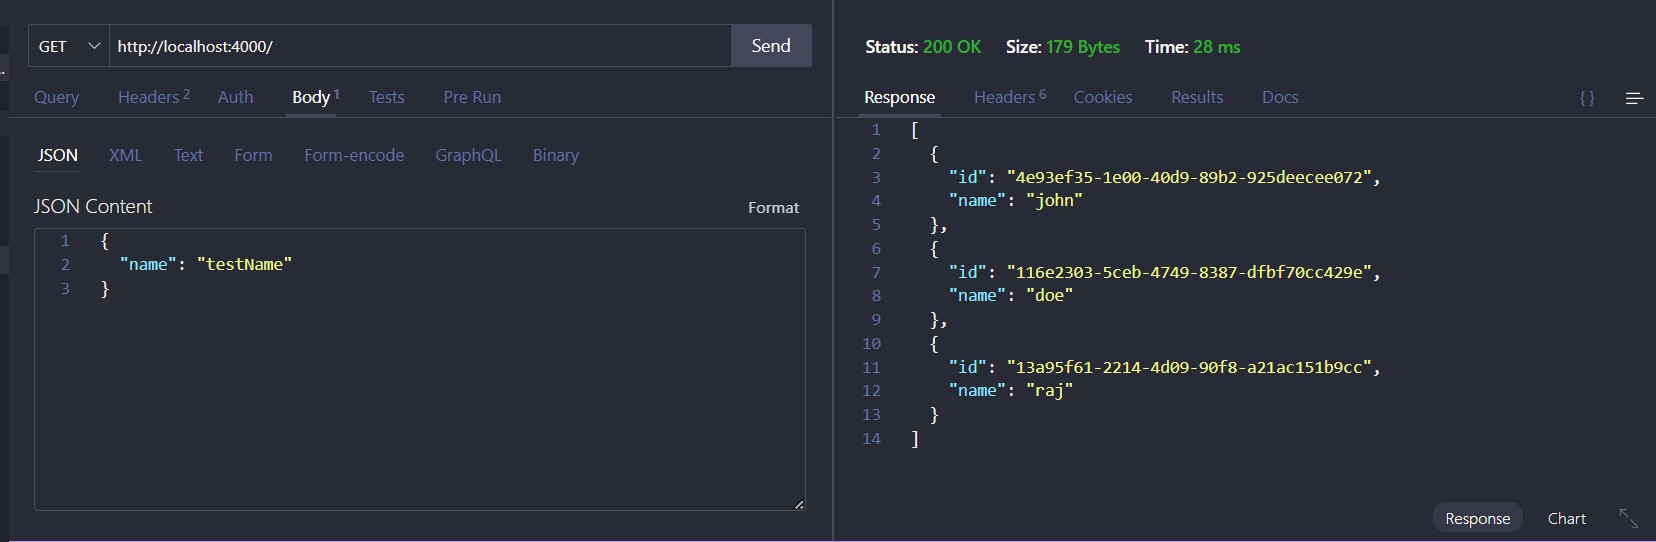 GET http://localhost:4000/ Send
Query Headers 2 Auth Body 1 Tests Pre Run
JSON XML Text Form Form-encode GraphQL Binary
JSON Content Format
1 {
2 "name": "testName"
3 }
Status: 200 OK Size: 179 Bytes Time: 28 ms
Response Headers 6 Cookies Results Docs { }
1 [
2 {
3 "id": "4e93ef35-1e00-40d9-89b2-925deecee072",
4 "name": "john"
5 },
6 {
7 "id": "116e2303-5ceb-4749-8387-dfbf70cc429e",
8 "name": "doe"
9 },
10 {
11 "id": "13a95f61-2214-4d09-90f8-a21ac151b9cc",
12 "name": "raj"
13 }
14 ]
Response Chart